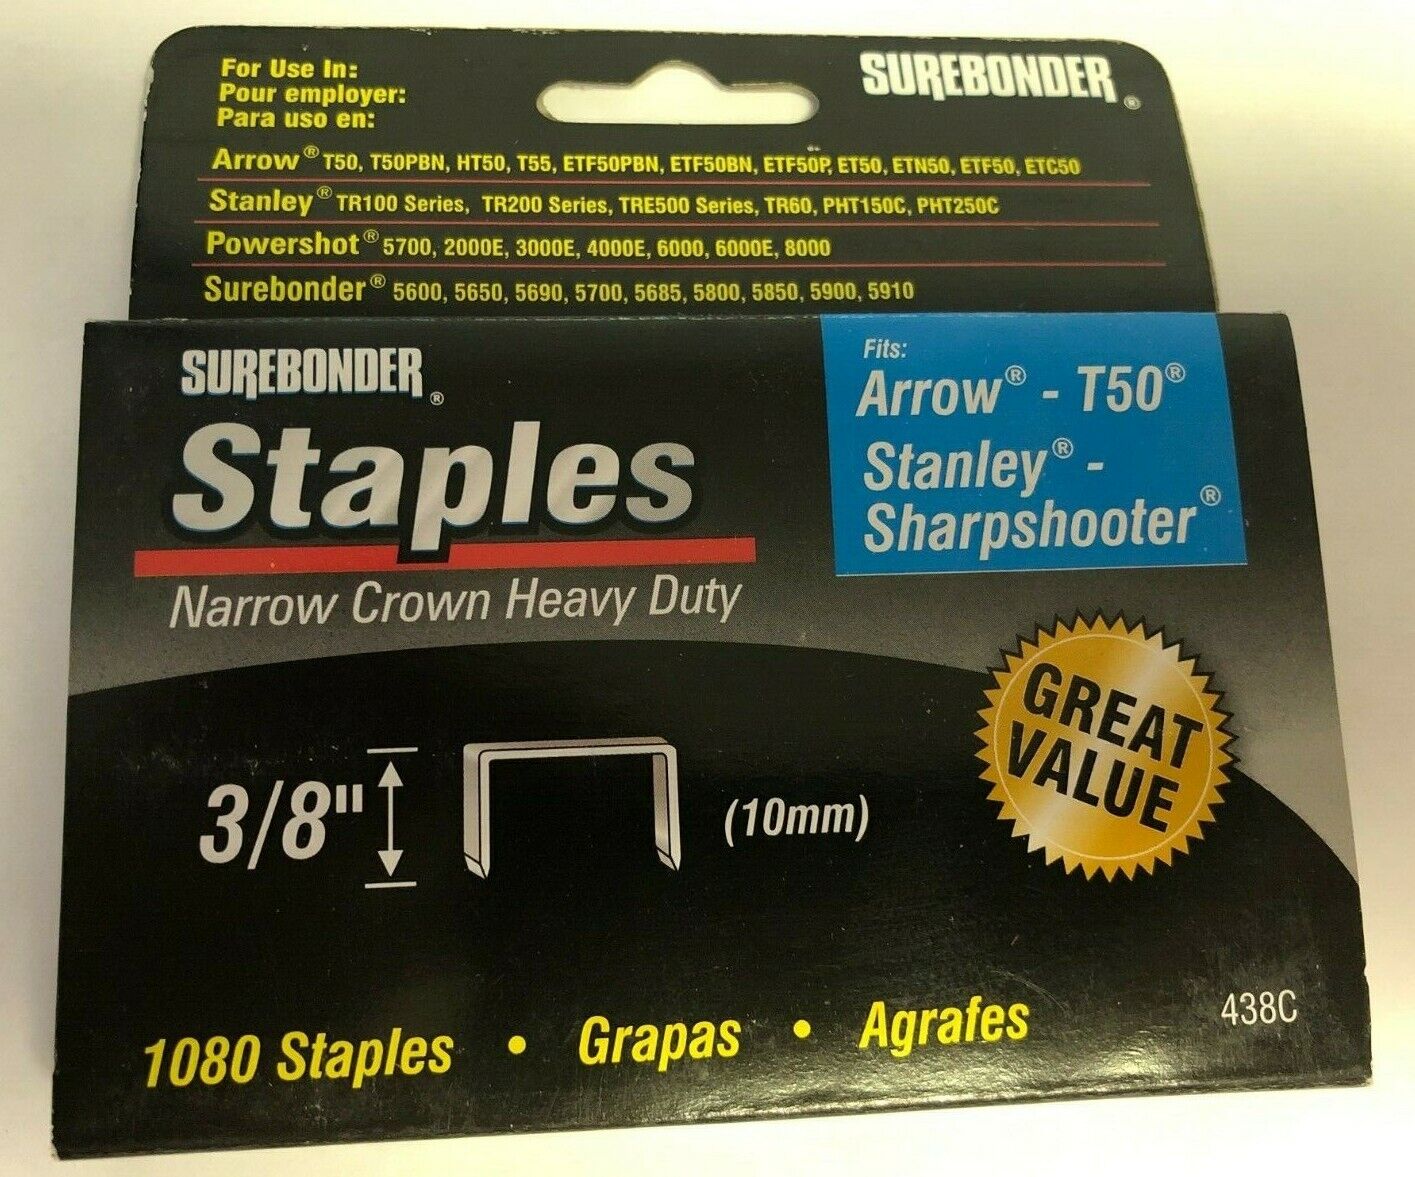 For Use In:
Pour employer:
Para uso en:
SUREBONDER®
Arrow® T50, T50PBN, HT50, T55, ETF50PBN, ETF50BN, ETF50P, ET50, ETN50, ETF50, ETC50
Stanley® TR100 Series, TR200 Series, TRE500 Series, TR60, PHT150C, PHT250C
Powershot® 5700, 2000E, 3000E, 4000E, 6000, 6000E, 8000
Surebonder® 5600, 5650, 5690, 5700, 5685, 5800, 5850, 5900, 5910
SUREBONDER®
Staples
Narrow Crown Heavy Duty
Fits:
Arrow® - T50®
Stanley® -
Sharpshooter®
GREAT
VALUE
3/8"
(10mm)
1080 Staples • Grapas • Agrafes
438C